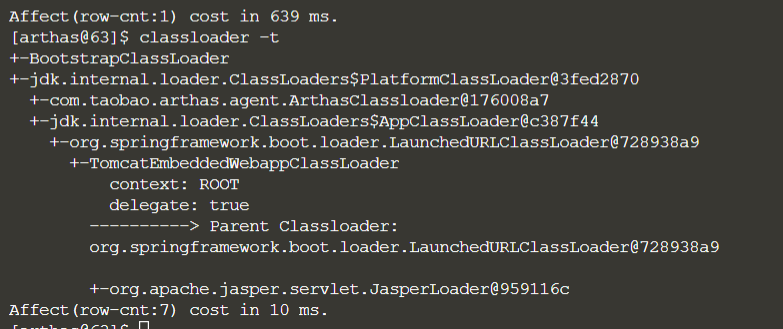 Affect(row-cnt:1) cost in 639 ms.
[arthas@63]$ classloader -t
+-BootstrapClassLoader
+-jdk.internal.loader.ClassLoaders$PlatformClassLoader@3fed2870
  +-com.taobao.arthas.agent.ArthasClassloader@176008a7
  +-jdk.internal.loader.ClassLoaders$AppClassLoader@c387f44
    +-org.springframework.boot.loader.LaunchedURLClassLoader@728938a9
      +-TomcatEmbeddedWebappClassLoader
          context: ROOT
          delegate: true
        ----------> Parent Classloader:
        org.springframework.boot.loader.LaunchedURLClassLoader@728938a9
        +-org.apache.jasper.servlet.JasperLoader@959116c
Affect(row-cnt:7) cost in 10 ms.